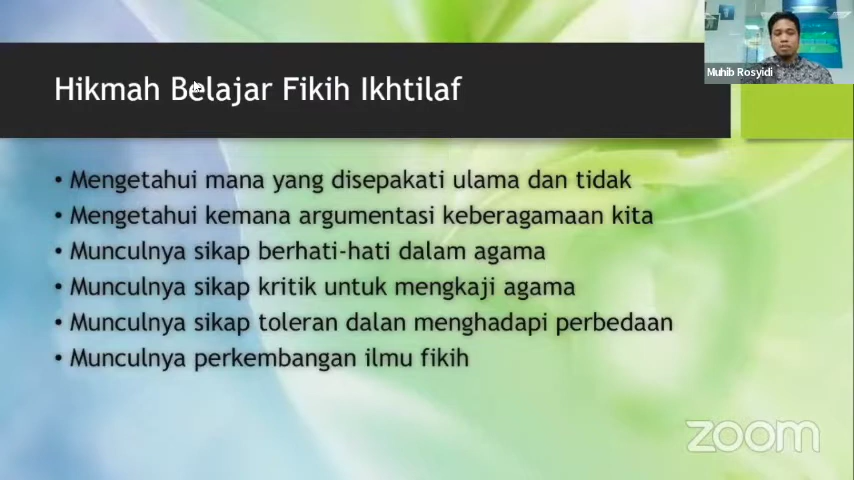 Hikmah Belajar Fikih Ikhtilaf
Muhib Rosyidi
• Mengetahui mana yang disepakati ulama dan tidak
• Mengetahui kemana argumentasi keberagamaan kita
• Munculnya sikap berhati-hati dalam agama
• Munculnya sikap kritik untuk mengkaji agama
• Munculnya sikap toleran dalan menghadapi perbedaan
• Munculnya perkembangan ilmu fikih
zoom